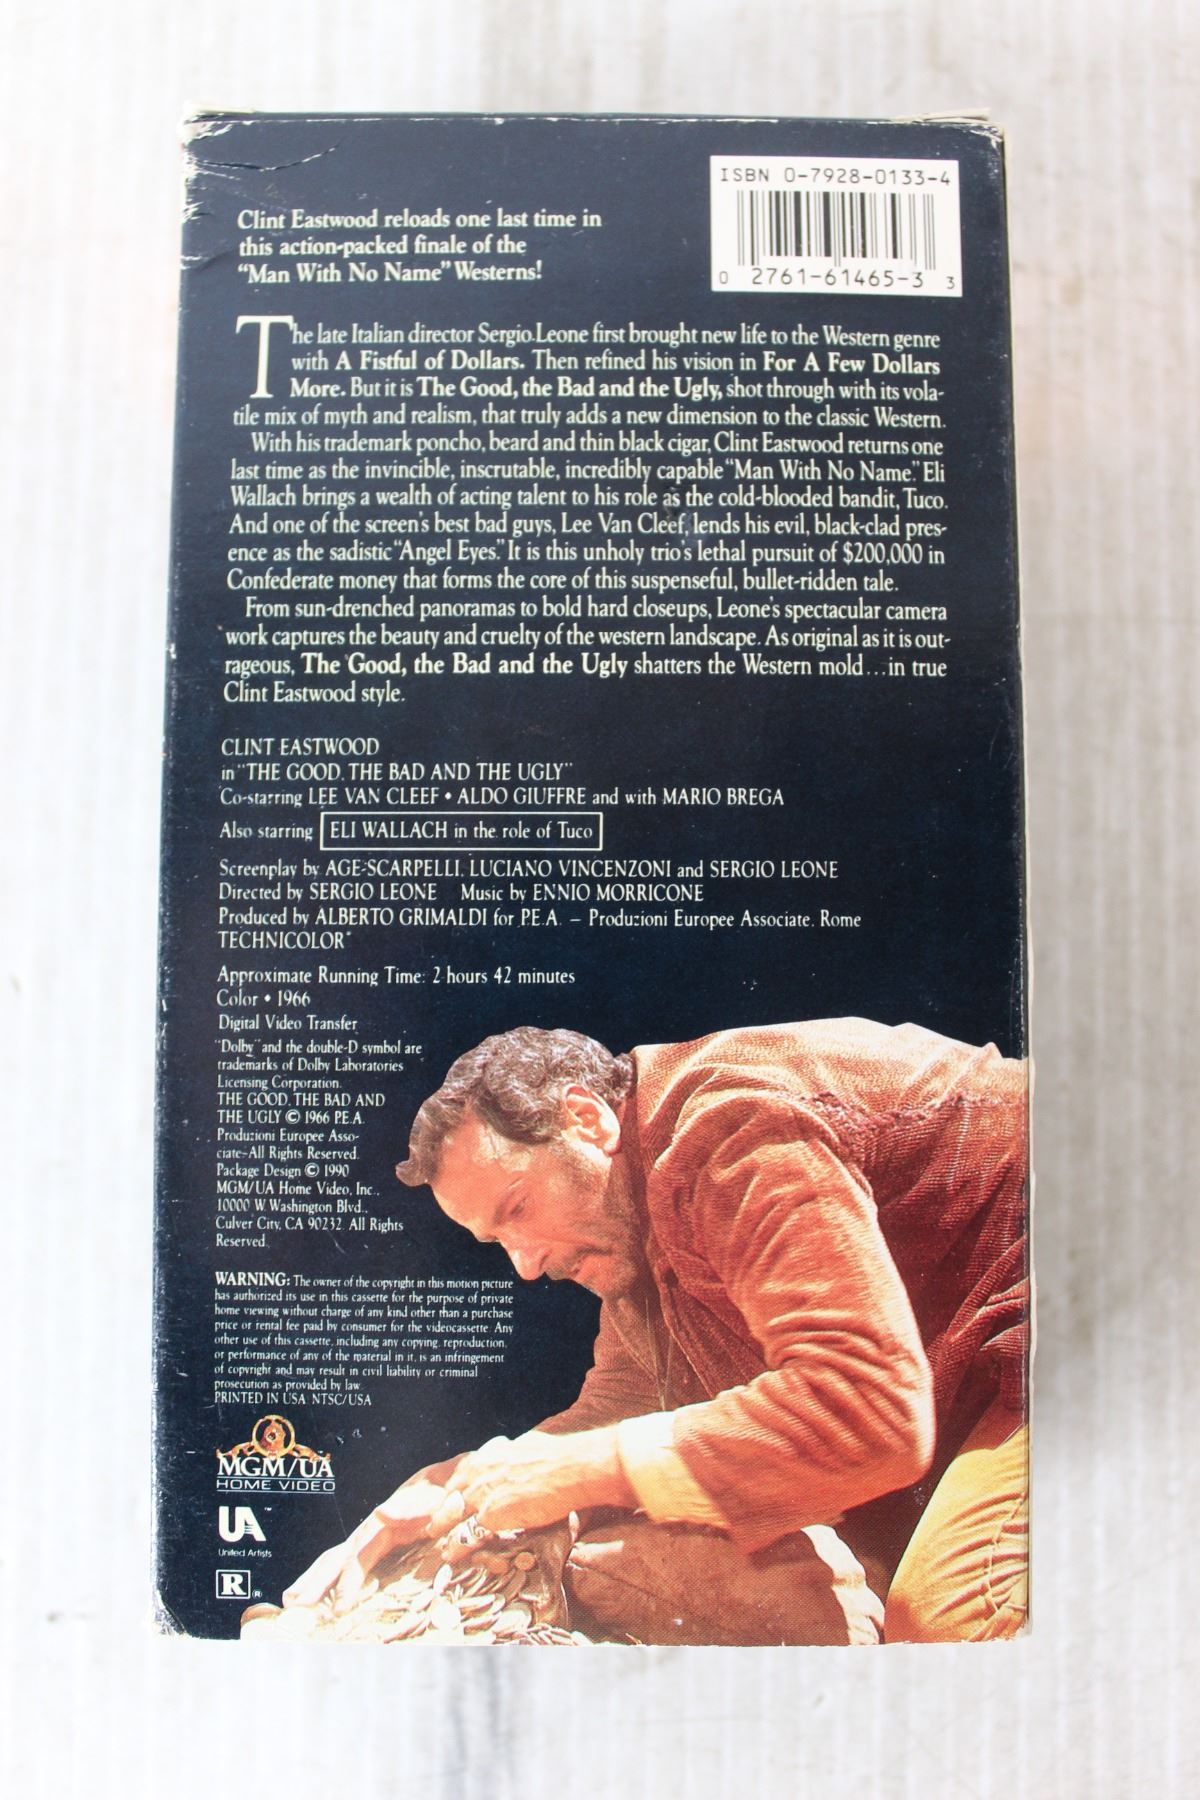 ISBN 0-7928-0133-4
0 2761-61465-3 3
Clint Eastwood reloads one last time in
this action-packed finale of the
"Man With No Name" Westerns!
The late Italian director Sergio Leone first brought new life to the Western genre
with A Fistful of Dollars. Then refined his vision in For A Few Dollars
More. But it is The Good, the Bad and the Ugly, shot through with its vola-
tile mix of myth and realism, that truly adds a new dimension to the classic Western.
With his trademark poncho, beard and thin black cigar, Clint Eastwood returns one
last time as the invincible, inscrutable, incredibly capable "Man With No Name." Eli
Wallach brings a wealth of acting talent to his role as the cold-blooded bandit, Tuco.
And one of the screen's best bad guys, Lee Van Cleef, lends his evil, black-clad pres-
ence as the sadistic "Angel Eyes." It is this unholy trio's lethal pursuit of $200,000 in
Confederate money that forms the core of this suspenseful, bullet-ridden tale.
From sun-drenched panoramas to bold hard closeups, Leone's spectacular camera
work captures the beauty and cruelty of the western landscape. As original as it is out-
rageous, The Good, the Bad and the Ugly shatters the Western mold...in true
Clint Eastwood style.
CLINT EASTWOOD
in "THE GOOD, THE BAD AND THE UGLY"
Co-starring LEE VAN CLEEF • ALDO GIUFFRE and with MARIO BREGA
Also starring ELI WALLACH in the role of Tuco
Screenplay by AGE-SCARPELLI, LUCIANO VINCENZONI and SERGIO LEONE
Directed by SERGIO LEONE Music by ENNIO MORRICONE
Produced by ALBERTO GRIMALDI for P.E.A. – Produzioni Europee Associate, Rome
TECHNICOLOR®
Approximate Running Time: 2 hours 42 minutes
Color • 1966
Digital Video Transfer
"Dolby" and the double-D symbol are
trademarks of Dolby Laboratories
Licensing Corporation.
THE GOOD, THE BAD AND
THE UGLY © 1966 P.E.A.
Produzioni Europee Asso-
ciate–All Rights Reserved.
Package Design © 1990
MGM/UA Home Video, Inc.,
10000 W. Washington Blvd.,
Culver City, CA 90232. All Rights
Reserved.
WARNING: The owner of the copyright in this motion picture
has authorized its use in this cassette for the purpose of private
home viewing without charge of any kind other than a purchase
price or rental fee paid by consumer for the videocassette. Any
other use of this cassette, including any copying, reproduction,
or performance of any of the material in it, is an infringement
of copyright and may result in civil liability or criminal
prosecution as provided by law.
PRINTED IN USA NTSC/USA
MGM/UA
HOME VIDEO
UA™
United Artists
R ®